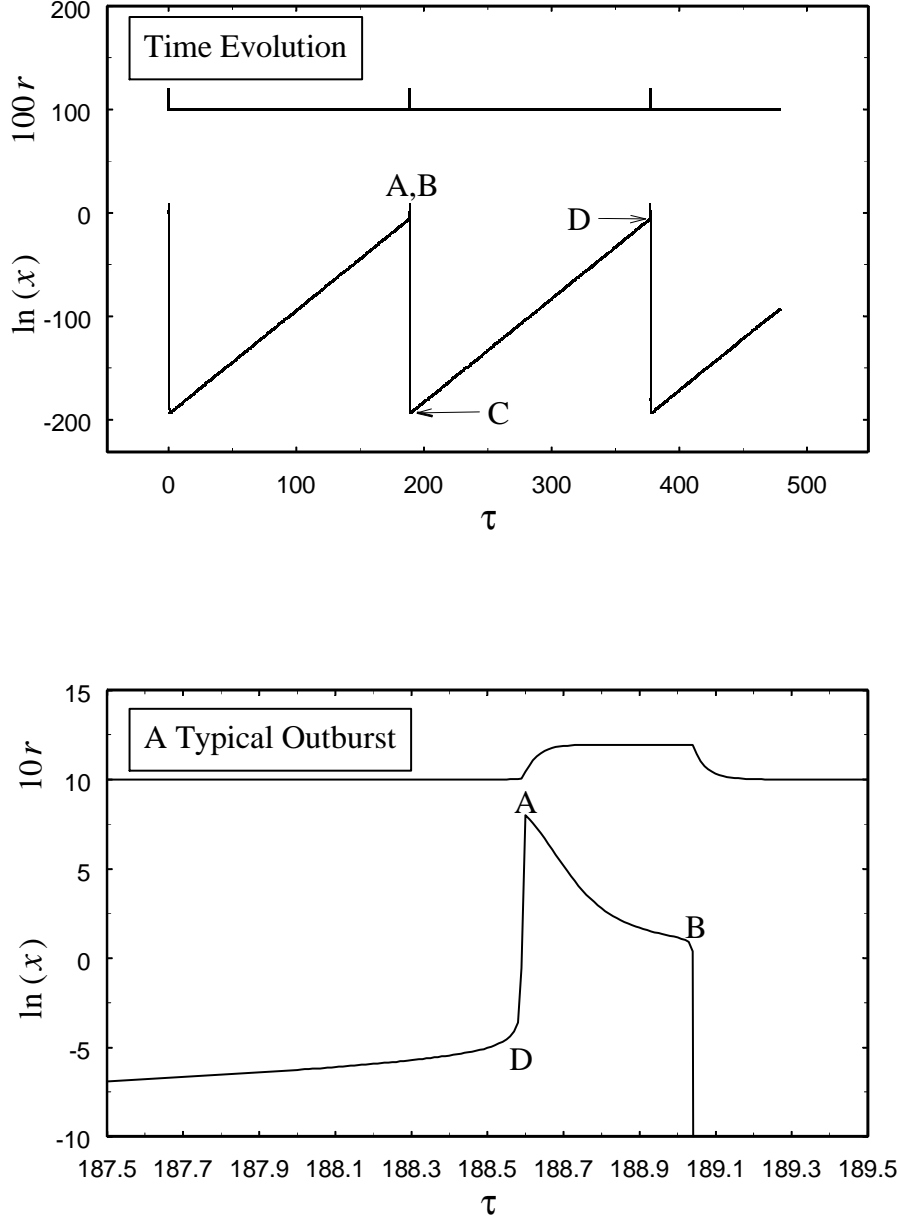 Time Evolution
200
100
0
-100
-200
100 r
ln (x)
A,B
D
C
0 100 200 300 400 500
τ
A Typical Outburst
15
10
5
0
-5
-10
10 r
ln (x)
A
B
D
187.5 187.7 187.9 188.1 188.3 188.5 188.7 188.9 189.1 189.3 189.5
τ